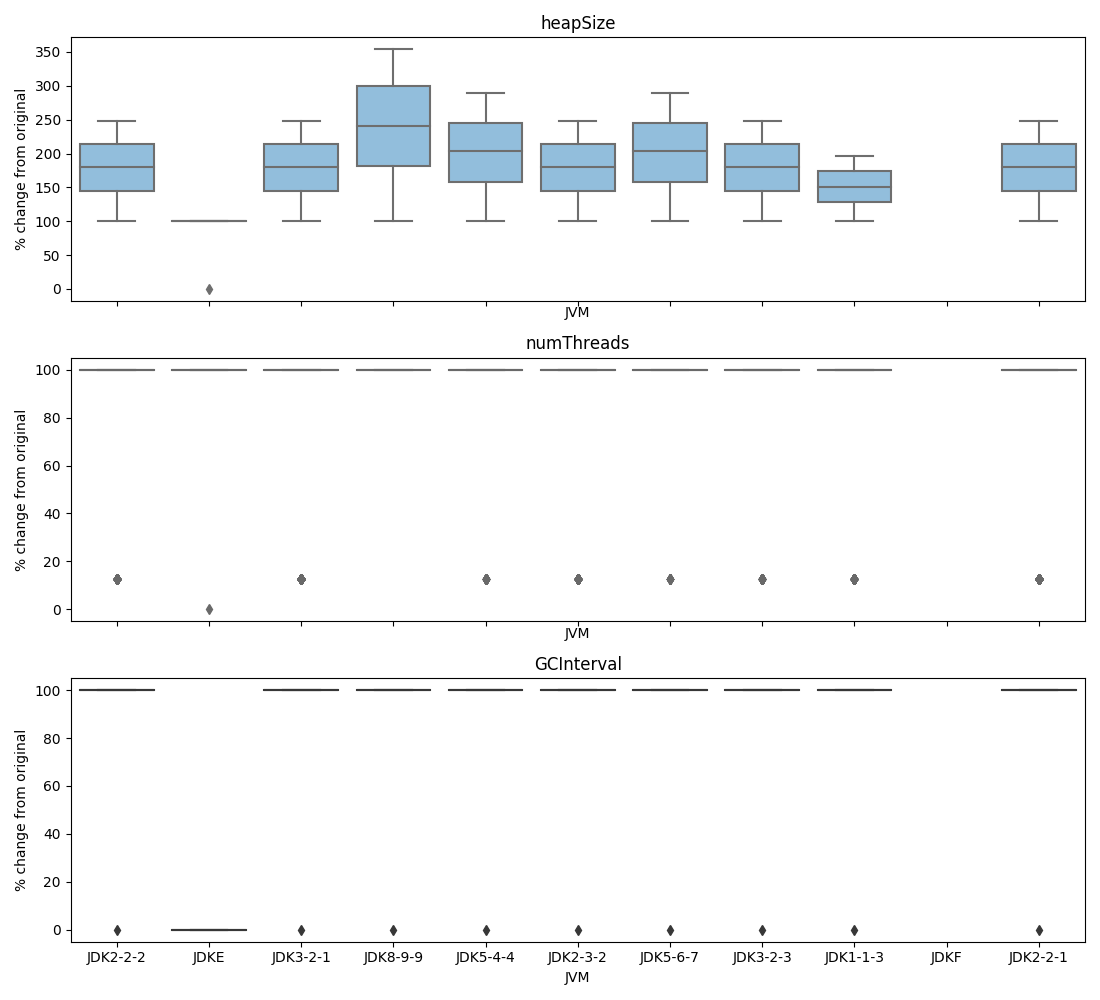 heapSize
% change from original
350
300
250
200
150
100
50
0
JVM
numThreads
% change from original
100
80
60
40
20
0
JVM
GCInterval
% change from original
100
80
60
40
20
0
JDK2-2-2 JDKE JDK3-2-1 JDK8-9-9 JDK5-4-4 JDK2-3-2 JDK5-6-7 JDK3-2-3 JDK1-1-3 JDKF JDK2-2-1
JVM